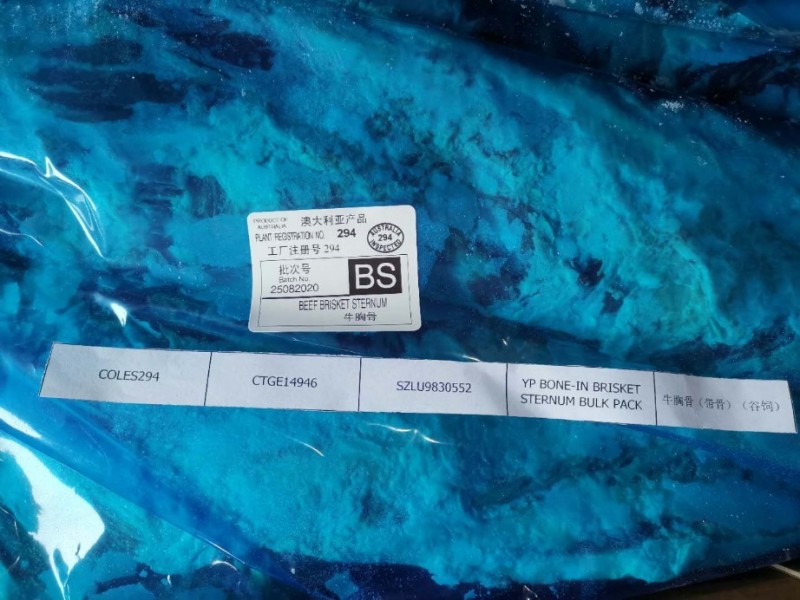 PRODUCT OF
AUSTRALIA
澳大利亚产品
PLANT REGISTRATION NO. 294
工厂注册号 294
AUSTRALIA
294
INSPECTED
批次号
Batch No.
25082020
BS
BEEF BRISKET STERNUM
牛胸骨
COLES294
CTGE14946
SZLU9830552
YP BONE-IN BRISKET
STERNUM BULK PACK
牛胸骨（带骨）（谷饲）